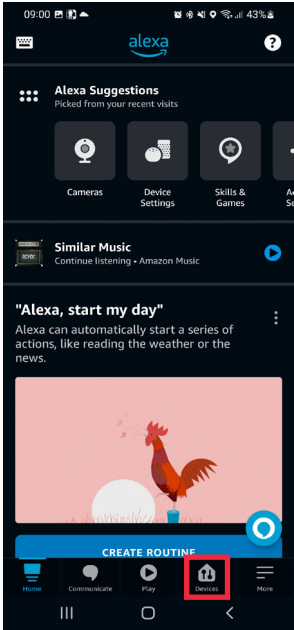 09:00 43%
alexa
?
Alexa Suggestions
Picked from your recent visits
Cameras
Device
Settings
Skills &
Games
Similar Music
Continue listening • Amazon Music
"Alexa, start my day"
Alexa can automatically start a series of
actions, like reading the weather or the
news.
CREATE ROUTINE
Home Communicate Play Devices More